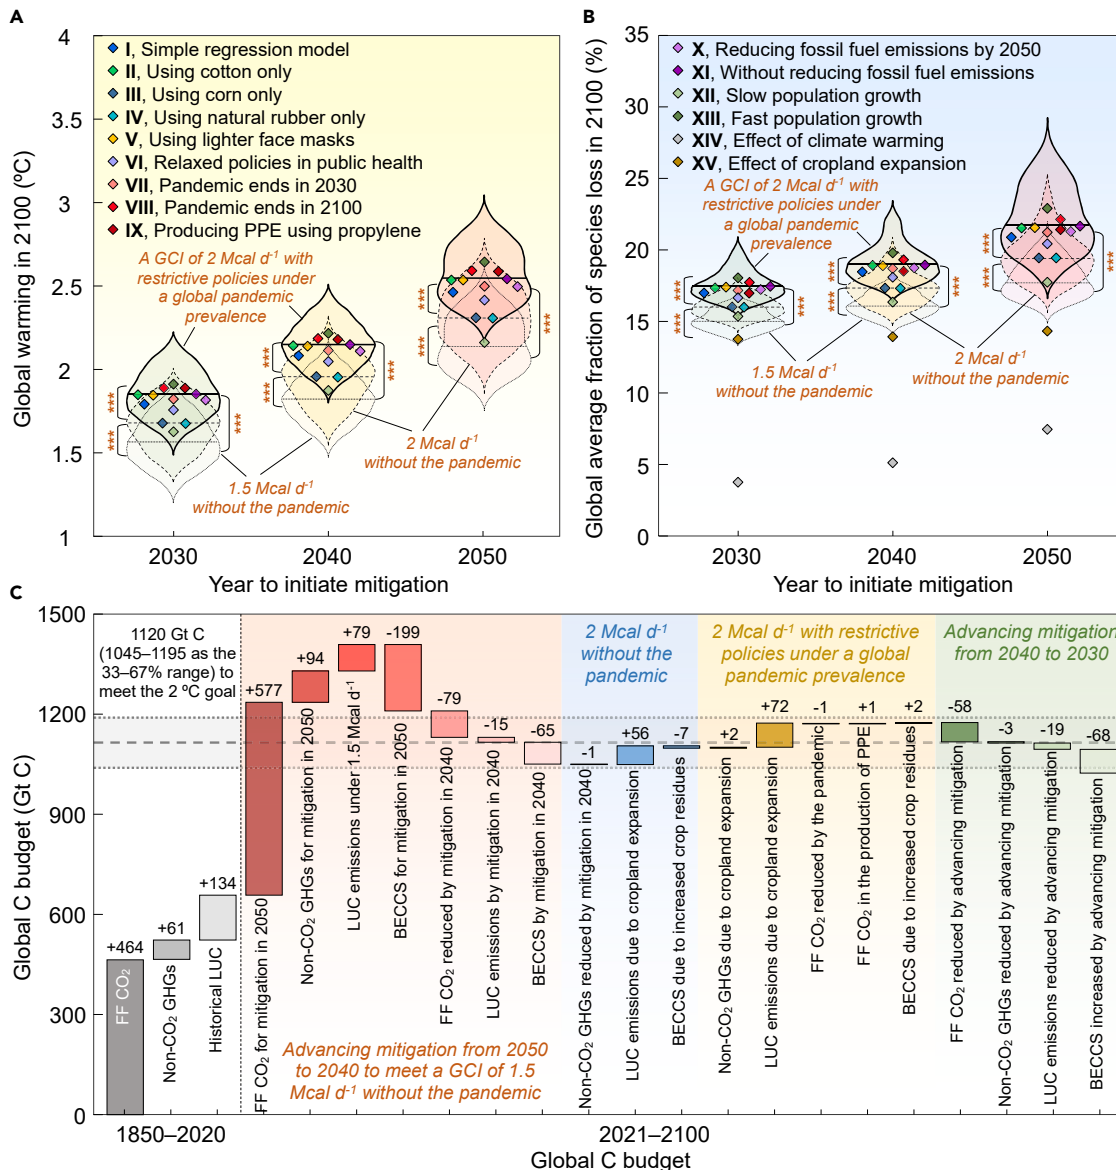 A
Global warming in 2100 (ºC)
4
3.5
3
2.5
2
1.5
1
I, Simple regression model
II, Using cotton only
III, Using corn only
IV, Using natural rubber only
V, Using lighter face masks
VI, Relaxed policies in public health
VII, Pandemic ends in 2030
VIII, Pandemic ends in 2100
IX, Producing PPE using propylene
A GCI of 2 Mcal d⁻¹ with
restrictive policies under
a global pandemic
prevalence
***
***
***
***
***
***
***
***
***
2 Mcal d⁻¹
without the pandemic
1.5 Mcal d⁻¹
without the pandemic
2030
2040
2050
Year to initiate mitigation
B
Global average fraction of species loss in 2100 (%)
35
30
25
20
15
10
5
0
X, Reducing fossil fuel emissions by 2050
XI, Without reducing fossil fuel emissions
XII, Slow population growth
XIII, Fast population growth
XIV, Effect of climate warming
XV, Effect of cropland expansion
A GCI of 2 Mcal d⁻¹ with
restrictive policies under
a global pandemic
prevalence
***
***
***
***
***
***
***
***
***
1.5 Mcal d⁻¹
without the pandemic
2 Mcal d⁻¹
without the pandemic
2030
2040
2050
Year to initiate mitigation
C
Global C budget (Gt C)
1500
1200
900
600
300
0
1120 Gt C
(1045–1195 as the
33–67% range) to
meet the 2 ºC goal
2 Mcal d⁻¹
without the
pandemic
2 Mcal d⁻¹ with restrictive
policies under a global
pandemic prevalence
Advancing mitigation
from 2040 to 2030
+464
FF CO₂
+61
Non-CO₂ GHGs
+134
Historical LUC
+577
FF CO₂ for mitigation in 2050
+94
Non-CO₂ GHGs for mitigation in 2050
+79
LUC emissions under 1.5 Mcal d⁻¹
-199
BECCS for mitigation in 2050
-79
FF CO₂ reduced by mitigation in 2040
-15
LUC emissions by mitigation in 2040
-65
BECCS by mitigation in 2040
-1
Non-CO₂ GHGs reduced by mitigation in 2040
+56
LUC emissions due to cropland expansion
-7
BECCS due to increased crop residues
+2
Non-CO₂ GHGs due to cropland expansion
+72
LUC emissions due to cropland expansion
-1
FF CO₂ reduced by the pandemic
+1
FF CO₂ in the production of PPE
+2
BECCS due to increased crop residues
-58
FF CO₂ reduced by advancing mitigation
-3
Non-CO₂ GHGs reduced by advancing mitigation
-19
LUC emissions reduced by advancing mitigation
-68
BECCS increased by advancing mitigation
Advancing mitigation from 2050
to 2040 to meet a GCI of 1.5
Mcal d⁻¹ without the pandemic
1850–2020
2021–2100
Global C budget